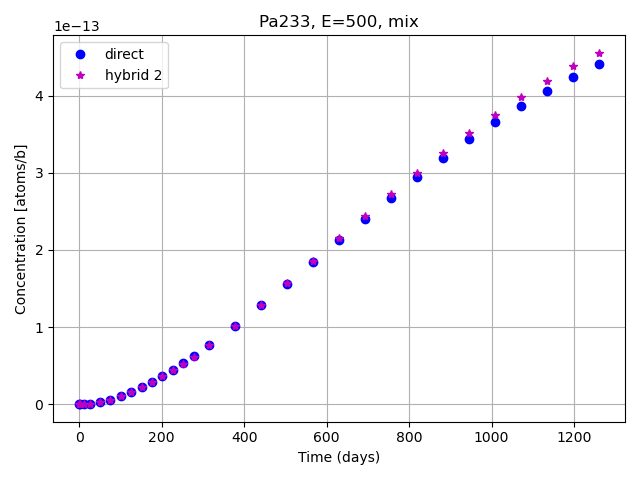 Pa233, E=500, mix
1e−13
direct
hybrid 2
Concentration [atoms/b]
4
3
2
1
0
0 200 400 600 800 1000 1200
Time (days)